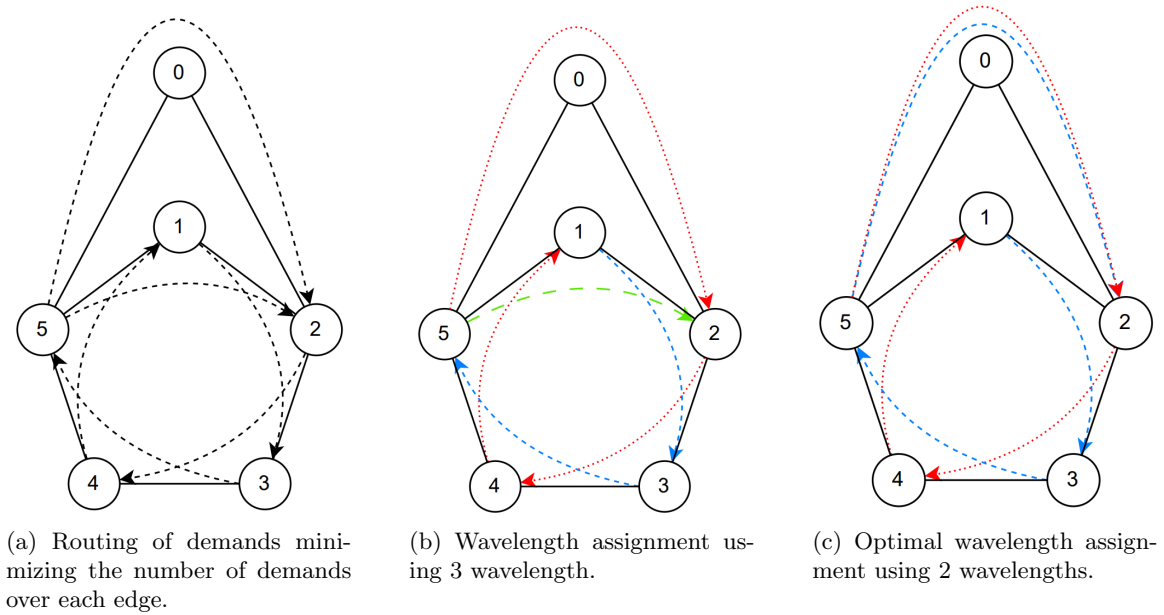 0
1
5
2
4
3
(a) Routing of demands mini-
mizing the number of demands
over each edge.
0
1
5
2
4
3
(b) Wavelength assignment us-
ing 3 wavelength.
0
1
5
2
4
3
(c) Optimal wavelength assign-
ment using 2 wavelengths.